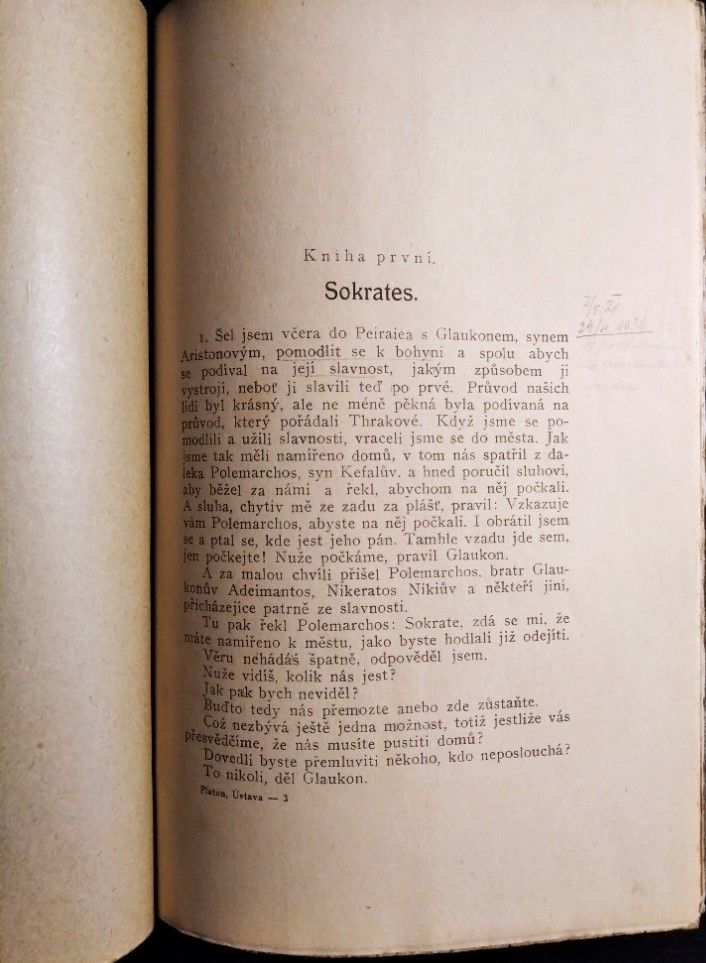 Kniha první.
Sokrates.
1. Šel jsem včera do Peiraiea s Glaukonem, synem
Aristonovým, pomodlit se k bohyni a spolu abych
se podíval na její slavnost, jakým způsobem ji
vystrojí, neboť ji slavili teď po prvé. Průvod našich
lidí byl krásný, ale ne méně pěkná byla podívaná na
průvod, který pořádali Thrakové. Když jsme se po-
modlili a užili slavnosti, vraceli jsme se do města. Jak
jsme tak měli namířeno domů, v tom nás spatřil z da-
leka Polemarchos, syn Kefalův, a hned poručil sluhovi,
aby běžel za námi a řekl, abychom na něj počkali.
A sluha, chytiv mě ze zadu za plášť, pravil: Vzkazuje
vám Polemarchos, abyste na něj počkali. I obrátil jsem
se a ptal se, kde jest jeho pán. Tamhle vzadu jde sem,
jen počkejte! Nuže počkáme, pravil Glaukon.
A za malou chvíli přišel Polemarchos, bratr Glau-
konův Adeimantos, Nikeratos Nikiův a někteří jiní,
přicházejíce patrně ze slavnosti.
Tu pak řekl Polemarchos: Sokrate, zdá se mi, že
máte namířeno k městu, jako byste hodlali již odejíti.
Věru nehádáš špatně, odpověděl jsem.
Nuže vidíš, kolik nás jest?
Jak pak bych neviděl?
Buďto tedy nás přemozte anebo zde zůstaňte.
Což nezbývá ještě jedna možnost, totiž jestliže vás
přesvědčíme, že nás musíte pustiti domů?
Dovedli byste přemluviti někoho, kdo neposlouchá?
To nikoli, děl Glaukon.
Platon, Ústava — 3